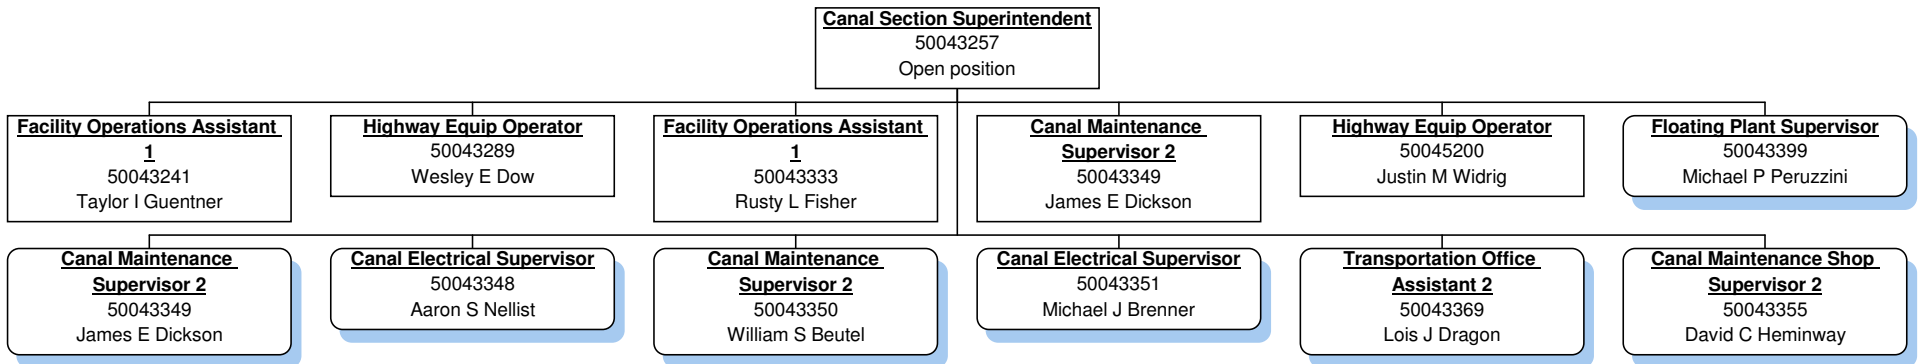 Canal Section Superintendent
50043257
Open position
Facility Operations Assistant
1
50043241
Taylor I Guentner
Highway Equip Operator
50043289
Wesley E Dow
Facility Operations Assistant
1
50043333
Rusty L Fisher
Canal Maintenance
Supervisor 2
50043349
James E Dickson
Highway Equip Operator
50045200
Justin M Widrig
Floating Plant Supervisor
50043399
Michael P Peruzzini
Canal Maintenance
Supervisor 2
50043349
James E Dickson
Canal Electrical Supervisor
50043348
Aaron S Nellist
Canal Maintenance
Supervisor 2
50043350
William S Beutel
Canal Electrical Supervisor
50043351
Michael J Brenner
Transportation Office
Assistant 2
50043369
Lois J Dragon
Canal Maintenance Shop
Supervisor 2
50043355
David C Heminway